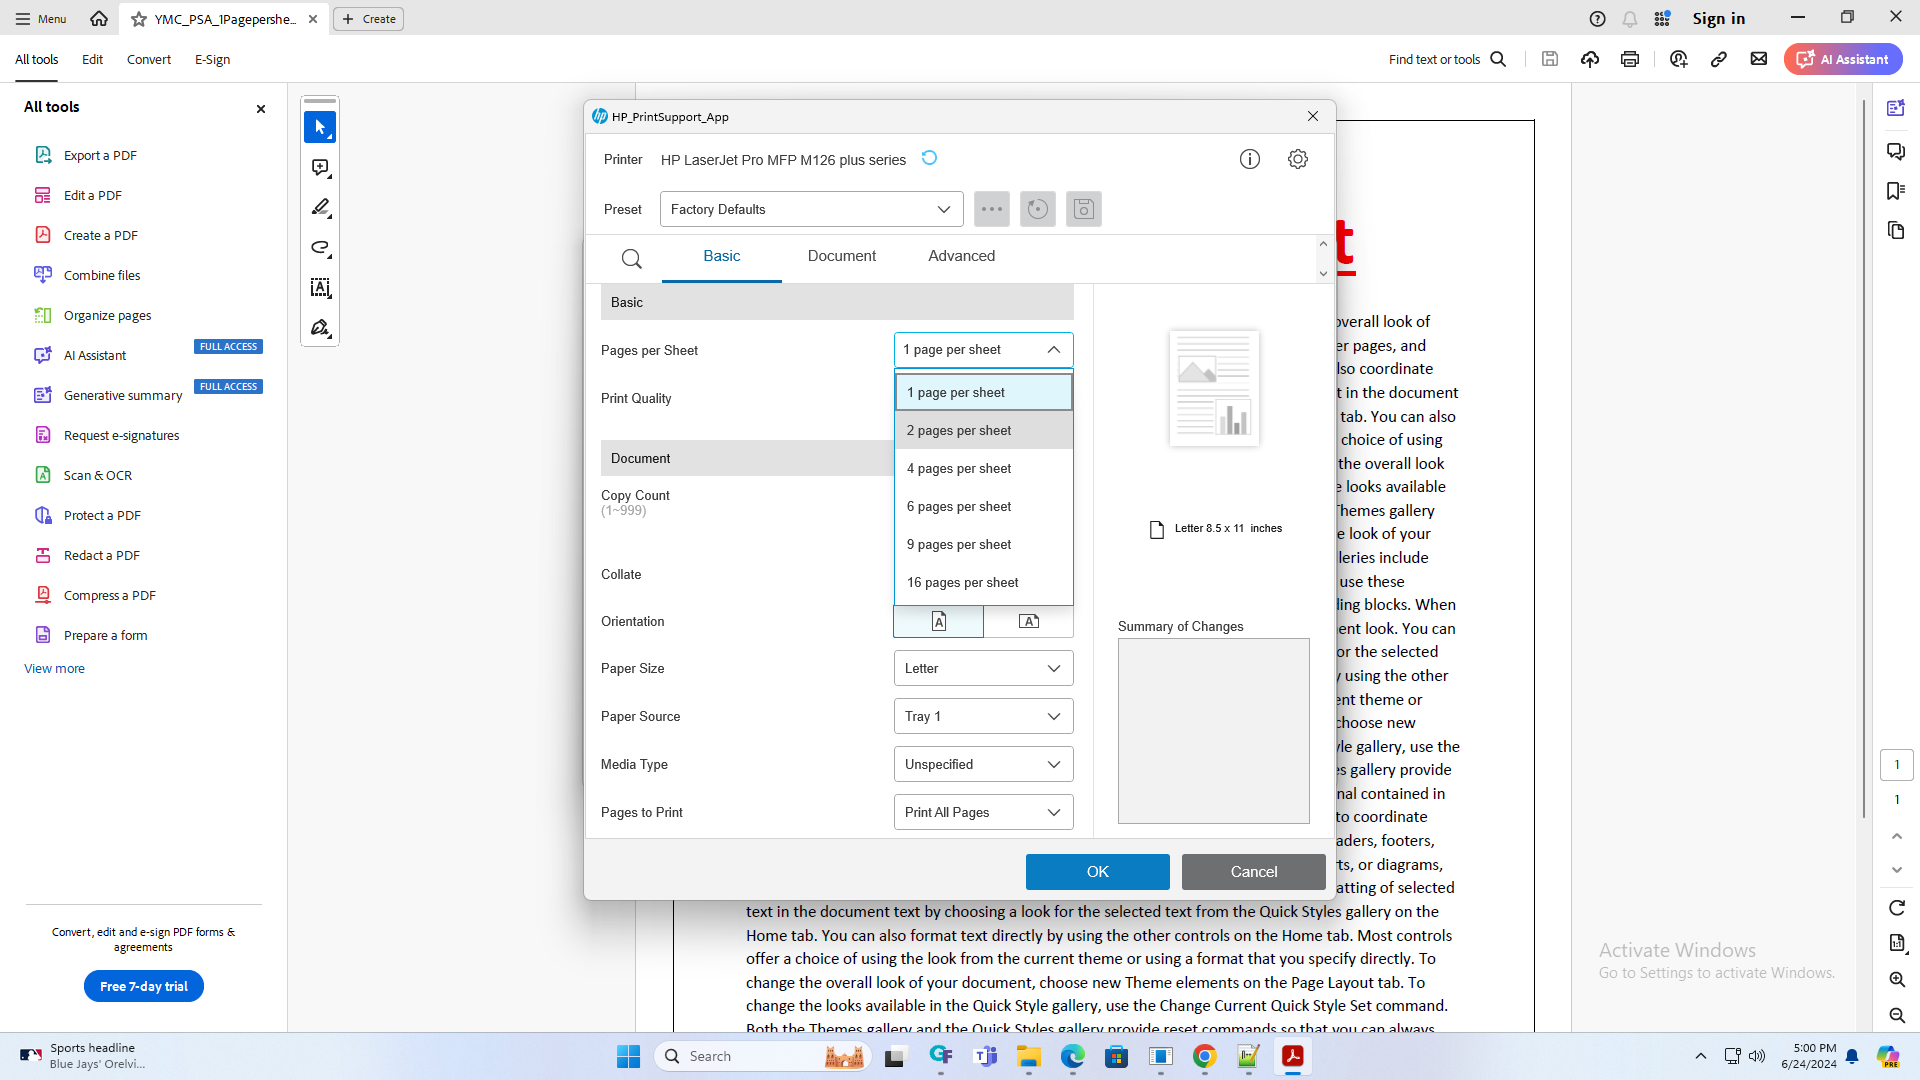 Menu
YMC_PSA_1Pagepershe...
Create
Sign in
All tools
Edit
Convert
E-Sign
Find text or tools
AI Assistant
All tools
Export a PDF
Edit a PDF
Create a PDF
Combine files
Organize pages
AI Assistant
FULL ACCESS
Generative summary
FULL ACCESS
Request e-signatures
Scan & OCR
Protect a PDF
Redact a PDF
Compress a PDF
Prepare a form
View more
Convert, edit and e-sign PDF forms &
agreements
Free 7-day trial
HP_PrintSupport_App
Printer
HP LaserJet Pro MFP M126 plus series
Preset
Factory Defaults
Basic
Document
Advanced
Basic
Pages per Sheet
1 page per sheet
1 page per sheet
2 pages per sheet
4 pages per sheet
6 pages per sheet
9 pages per sheet
16 pages per sheet
Print Quality
Document
Copy Count
(1~999)
Collate
Orientation
Paper Size
Letter
Paper Source
Tray 1
Media Type
Unspecified
Pages to Print
Print All Pages
Letter 8.5 x 11 inches
Summary of Changes
OK
Cancel
t
overall look of
er pages, and
lso coordinate
t in the document
tab. You can also
choice of using
the overall look
e looks available
Themes gallery
e look of your
lleries include
use these
ling blocks. When
ent look. You can
or the selected
y using the other
ent theme or
choose new
yle gallery, use the
es gallery provide
nal contained in
to coordinate
aders, footers,
rts, or diagrams,
atting of selected
text in the document text by choosing a look for the selected text from the Quick Styles gallery on the
Home tab. You can also format text directly by using the other controls on the Home tab. Most controls
offer a choice of using the look from the current theme or using a format that you specify directly. To
change the overall look of your document, choose new Theme elements on the Page Layout tab. To
change the looks available in the Quick Style gallery, use the Change Current Quick Style Set command.
Both the Themes gallery and the Quick Styles gallery provide reset commands so that you can always
1
1
Activate Windows
Go to Settings to activate Windows.
Sports headline
Blue Jays' Orelvi...
Search
5:00 PM
6/24/2024